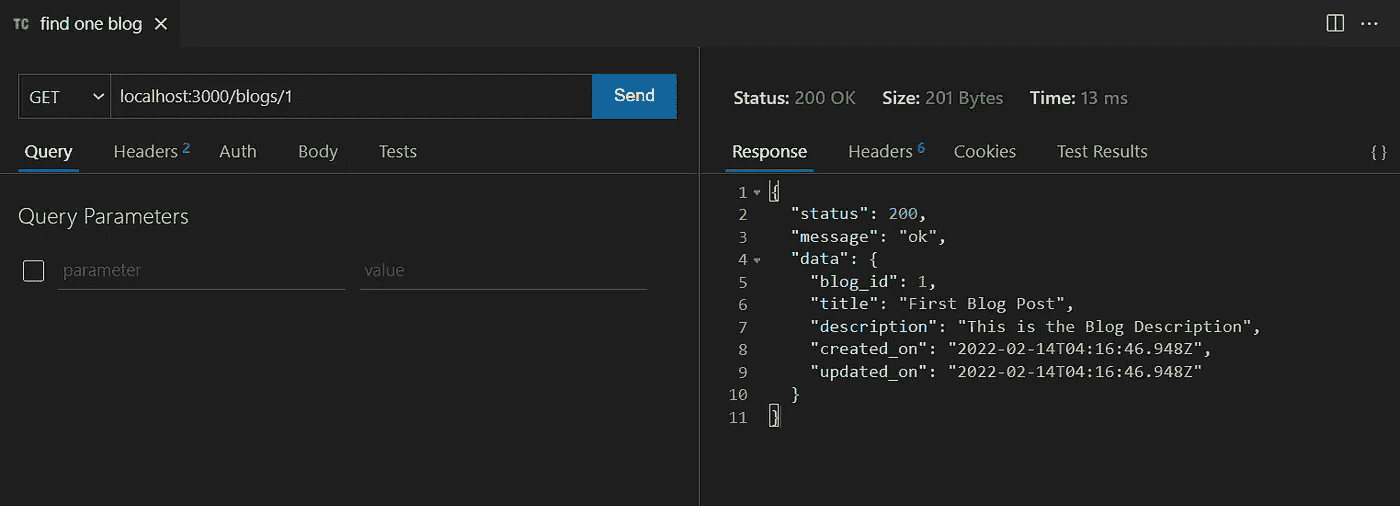 TC find one blog
GET localhost:3000/blogs/1 Send
Query Headers 2 Auth Body Tests
Query Parameters
parameter value
Status: 200 OK Size: 201 Bytes Time: 13 ms
Response Headers 6 Cookies Test Results { }
1 {
2 "status": 200,
3 "message": "ok",
4 "data": {
5 "blog_id": 1,
6 "title": "First Blog Post",
7 "description": "This is the Blog Description",
8 "created_on": "2022-02-14T04:16:46.948Z",
9 "updated_on": "2022-02-14T04:16:46.948Z"
10 }
11 }